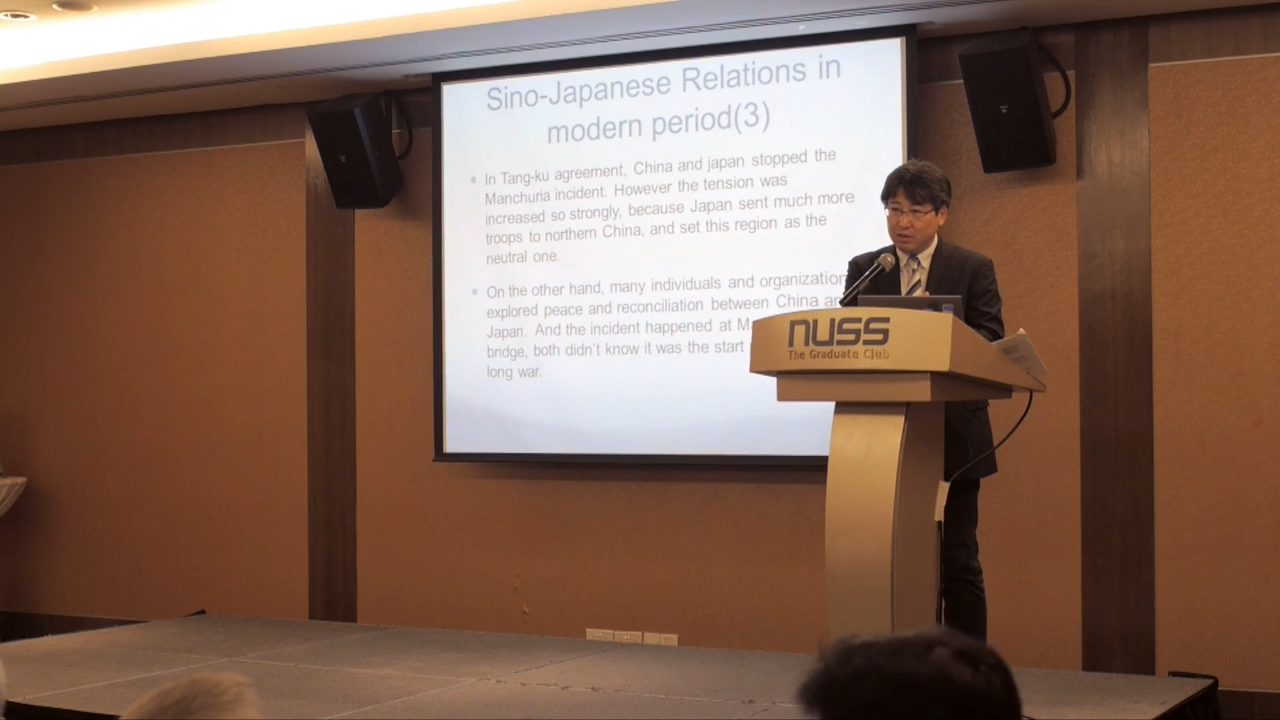 Sino-Japanese Relations in
modern period(3)
• In Tang-ku agreement, China and japan stopped the
Manchuria incident. However the tension was
increased so strongly, because Japan sent much more
troops to northern China, and set this region as the
neutral one.
• On the other hand, many individuals and organization
explored peace and reconciliation between China
Japan. And the incident happened at
bridge, both didn't know it was the start
long war.
NUSS
The Graduate Club